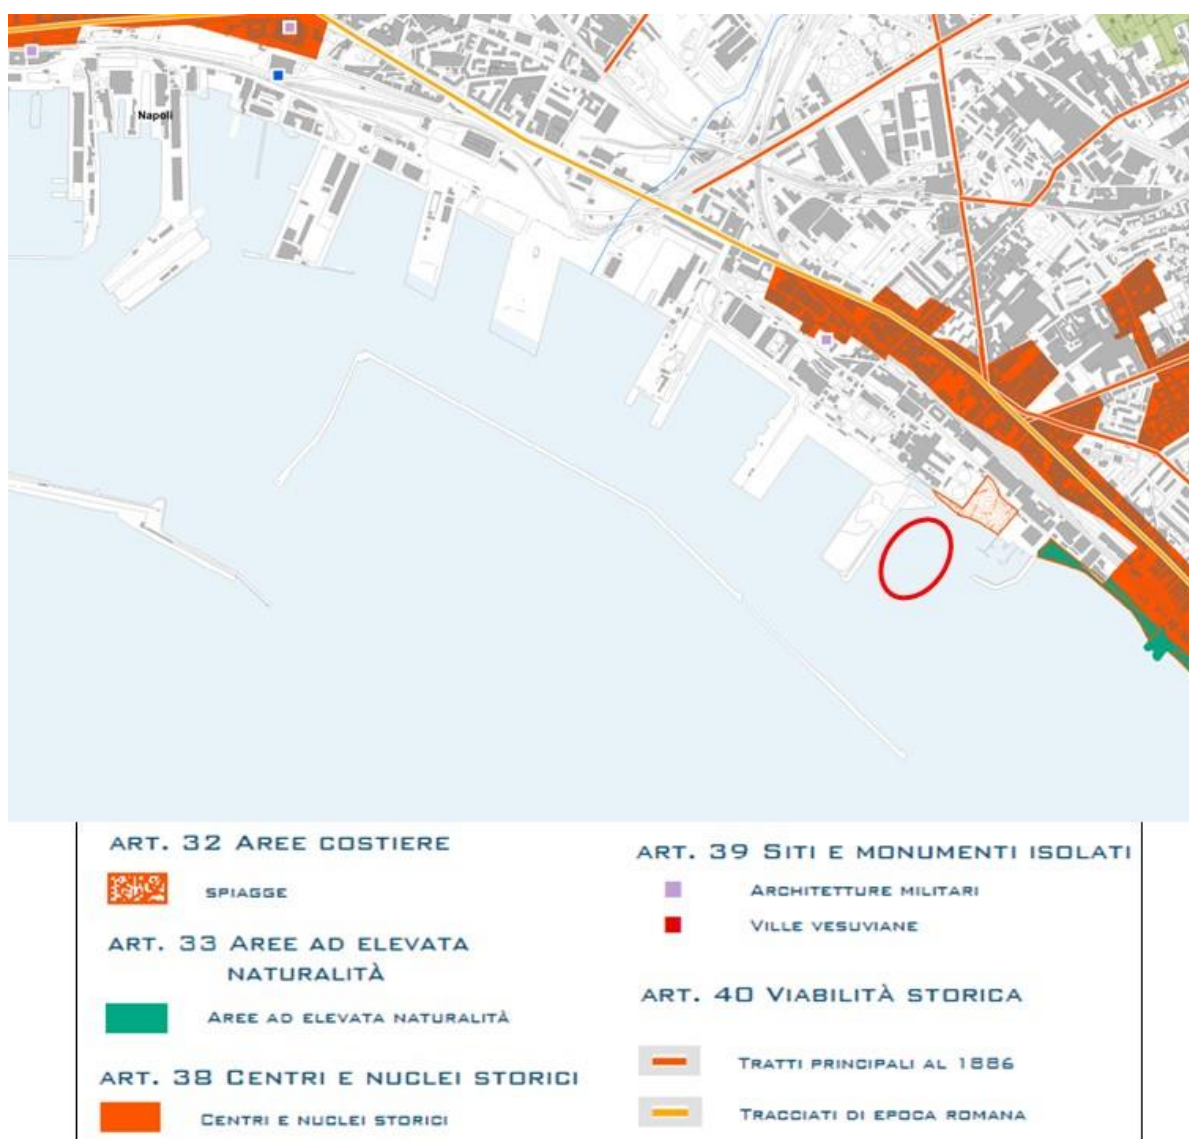 Napoli
ART. 32 AREE COSTIERE
SPIAGGE
ART. 33 AREE AD ELEVATA
NATURALITÀ
AREE AD ELEVATA NATURALITÀ
ART. 38 CENTRI E NUCLEI STORICI
CENTRI E NUCLEI STORICI
ART. 39 SITI E MONUMENTI ISOLATI
ARCHITETTURE MILITARI
VILLE VESUVIANE
ART. 40 VIABILITÀ STORICA
TRATTI PRINCIPALI AL 1886
TRACCIATI DI EPOCA ROMANA